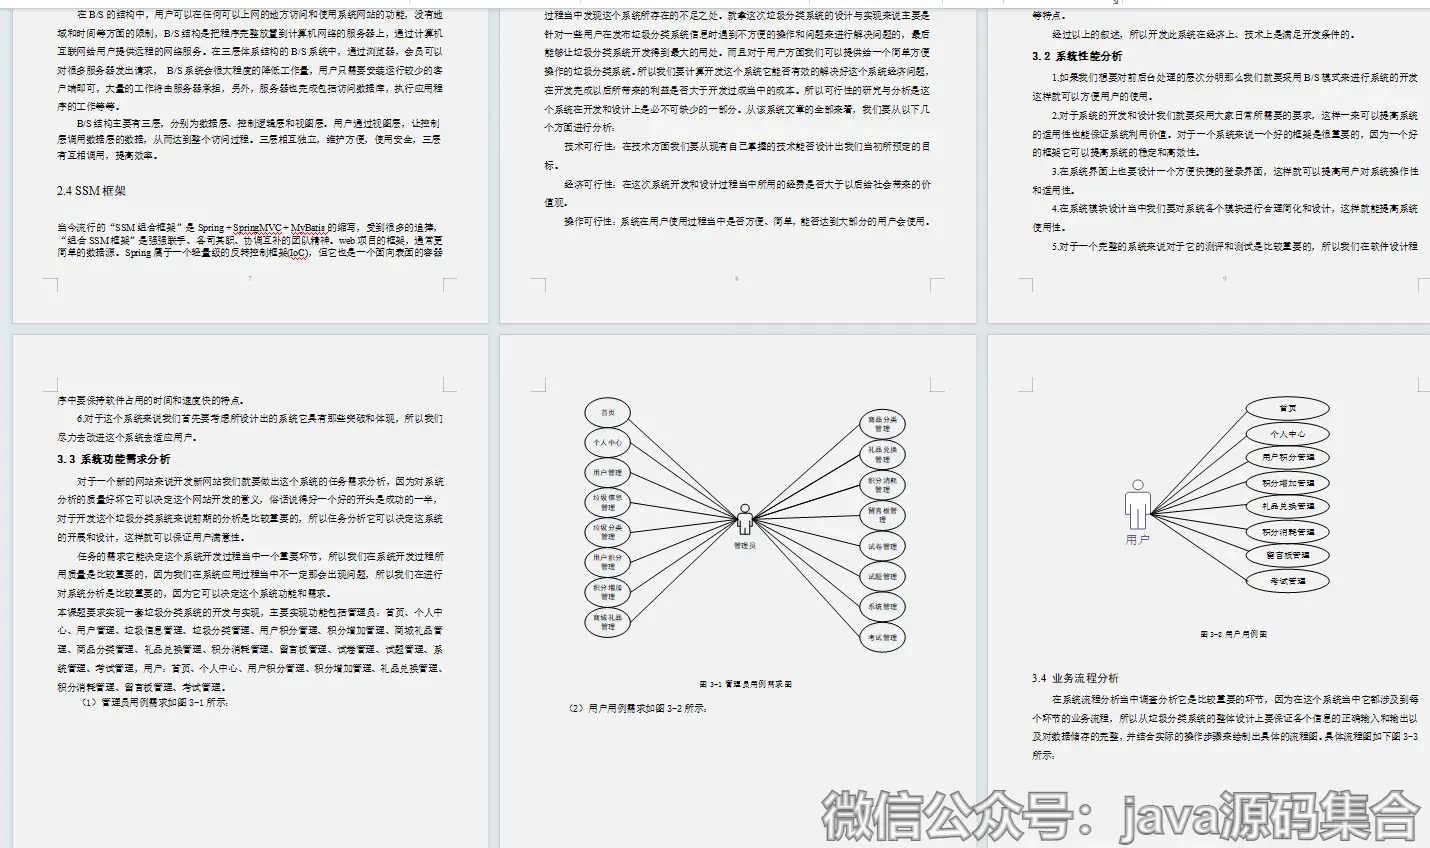 在 B/S 的结构中，用户可以在任何可以上网的地方访问和使用系统网站的功能，没有地
域和时间等方面的限制，B/S 结构是把程序完整放置到计算机网络的服务器上，通过计算机
互联网给用户提供远程的网络服务。在三层体系结构的 B/S 系统中，通过浏览器，会员可以
对很多服务器发出请求， B/S 系统会很大程度的降低工作量，用户只需要安装运行较少的客
户端即可，大量的工作将由服务器承担，另外，服务器也完成包括访问数据库，执行应用程
序的工作等等。
B/S 结构主要有三层，分别为数据层、控制逻辑层和视图层。用户通过视图层，让控制
层调用数据层的数据，从而达到整个访问过程。三层相互独立，维护方便，使用安全，三层
有互相调用，提高效率。
2.4 SSM 框架
当今流行的“SSM 组合框架”是 Spring + SpringMVC + MyBatis 的缩写，受到很多的追捧，
“组合 SSM 框架”是强强联手、各司其职、协调互补的团队精神。web 项目的框架，通常更
简单的数据源。Spring 属于一个轻量级的反转控制框架(IoC)，但它也是一个面向表面的容器
7
过程当中发现这个系统所存在的不足之处。就拿这次垃圾分类系统的设计与实现来说主要是
针对一些用户在发布垃圾分类系统信息时遇到不方便的操作和问题来进行解决问题的，最后
能够让垃圾分类系统开发得到最大的用处。而且对于用户方面我们可以提供给一个简单方便
操作的垃圾分类系统。所以我们要计算开发这个系统它能否有效的解决好这个系统经济问题，
在开发完成以后所带来的利益是否大于开发过成当中的成本。所以可行性的研究与分析是这
个系统在开发和设计上是必不可缺少的一部分。从该系统文章的全部来看，我们要从以下几
个方面进行分析：
技术可行性：在技术方面我们要从现有自己掌握的技术能否设计出我们当初所预定的目
标。
经济可行性：在这次系统开发和设计过程当中所用的经费是否大于以后给社会带来的价
值观。
操作可行性：系统在用户使用过程当中是否方便、简单，能否达到大部分的用户会使用。
8
等特点。
经过以上的叙述，所以开发此系统在经济上、技术上是满足开发条件的。
3.2 系统性能分析
1.如果我们想要对前后台处理的层次分明那么我们就要采用 B/S 模式来进行系统的开发
这样就可以方便用户的使用。
2.对于系统的开发和设计我们就要采用大家日常所需要的要求，这样一来可以提高系统
的适用性也能保证系统利用价值。对于一个系统来说一个好的框架是很重要的，因为一个好
的框架它可以提高系统的稳定和高效性。
3.在系统界面上也要设计一个方便快捷的登录界面，这样就可以提高用户对系统操作性
和适用性。
4.在系统模块设计当中我们要对系统各个模块进行合理简化和设计，这样就能提高系统
使用性。
5.对于一个完整的系统来说对于它的测评和测试是比较重要的，所以我们在软件设计程
9
序中要保持软件占用的时间和速度快的特点。
6.对于这个系统来说我们首先要考虑所设计出的系统它具有那些突破和体现，所以我们
尽力去改进这个系统去适应用户。
3.3 系统功能需求分析
对于一个新的网站来说开发新网站我们就要做出这个系统的任务需求分析，因为对系统
分析的质量好坏它可以决定这个网站开发的意义，俗话说得好一个好的开头是成功的一半，
对于开发这个垃圾分类系统来说前期的分析是比较重要的，所以任务分析它可以决定这系统
的开展和设计，这样就可以保证用户满意性。
任务的需求它能决定这个系统开发过程当中一个重要环节，所以我们在系统开发过程所
用质量是比较重要的，因为我们在系统应用过程当中不一定那会出现问题，所以我们在进行
对系统分析是比较重要的，因为它可以决定这个系统功能和需求。
本课题要求实现一套垃圾分类系统的开发与实现，主要实现功能包括管理员：首页、个人中
心、用户管理、垃圾信息管理、垃圾分类管理、用户积分管理、积分增加管理、商城礼品管
理、商品分类管理、礼品兑换管理、积分消耗管理、留言板管理、试卷管理、试题管理、系
统管理、考试管理，用户：首页、个人中心、用户积分管理、积分增加管理、礼品兑换管理、
积分消耗管理、留言板管理、考试管理。
（1）管理员用例需求如图 3-1 所示：
首页
个人中心
用户管理
垃圾信息
管理
垃圾分类
管理
用户积分
管理
积分增加
管理
商城礼品
管理
管理员
商品分类
管理
礼品兑换
管理
积分消耗
管理
留言板管
理
试卷管理
试题管理
系统管理
考试管理
图 3-1 管理员用例需求图
（2）用户用例需求如图 3-2 所示：
首页
个人中心
用户积分管理
积分增加管理
礼品兑换管理
积分消耗管理
留言板管理
考试管理
用户
图 3-2 用户用例图
3.4 业务流程分析
在系统流程分析当中调查分析它是比较重要的环节，因为在这个系统当中它都涉及到每
个环节的业务流程，所以从垃圾分类系统的整体设计上要保证各个信息的正确输入和输出以
及对数据储存的完整，并结合实际的操作步骤来绘制出具体的流程图。具体流程图如下图 3-3
所示：
微信公众号：java源码集合